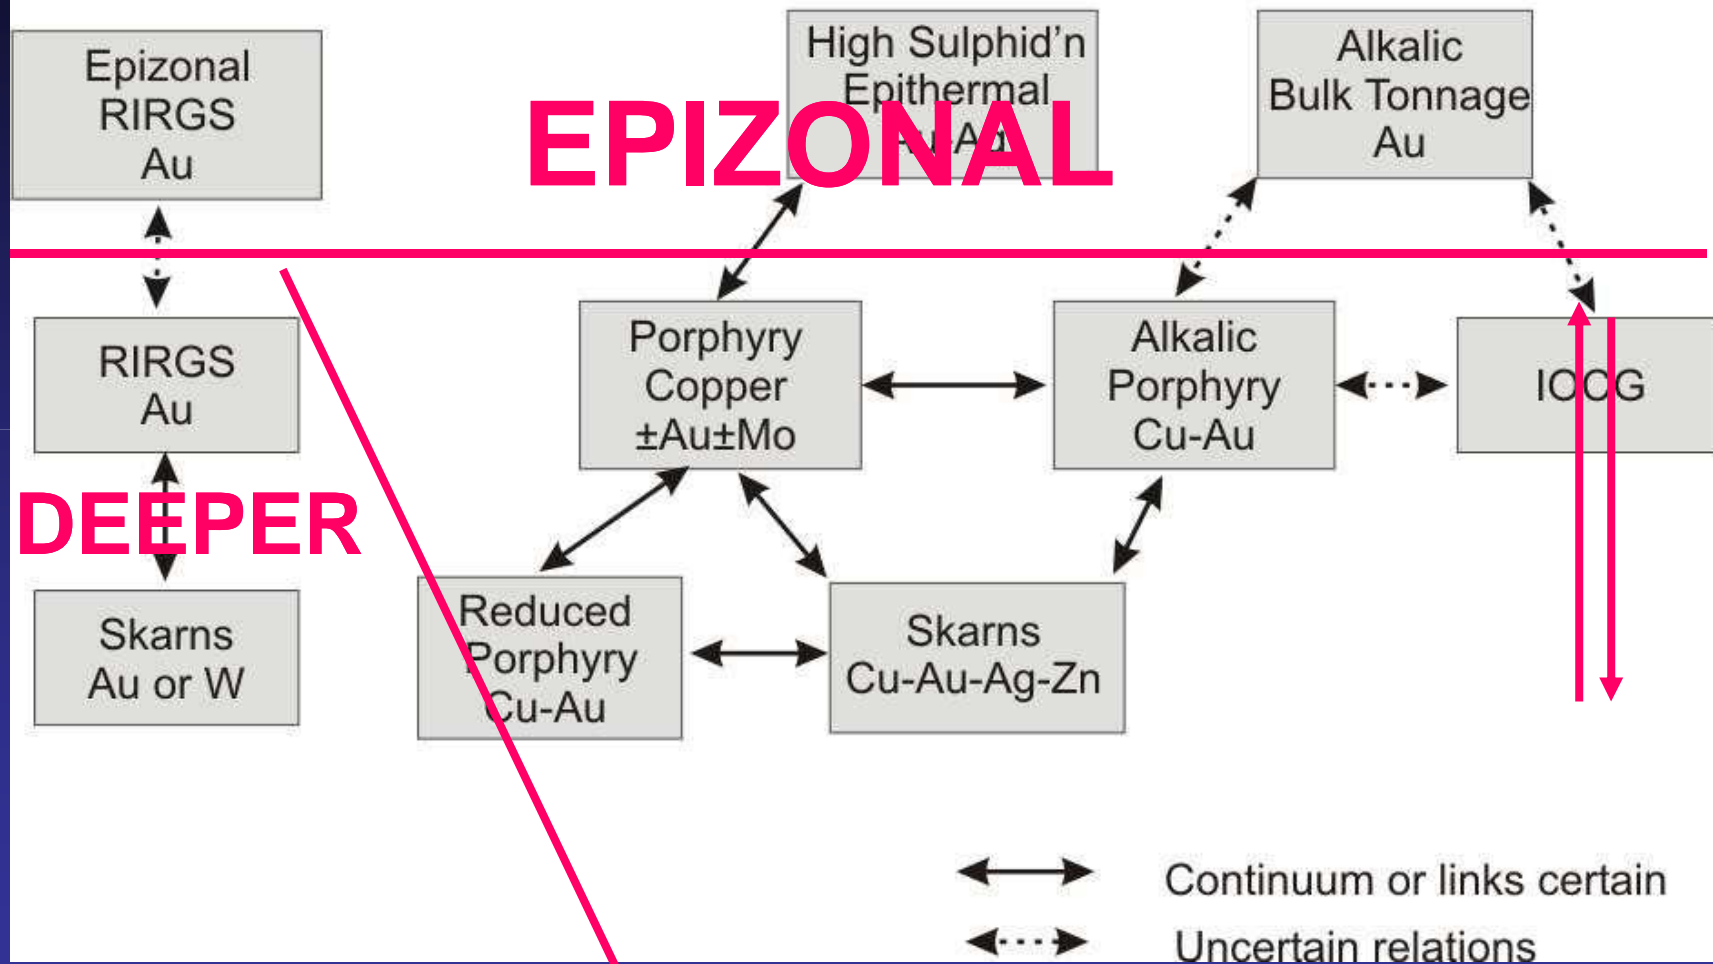 Epizonal
RIRGS
Au
High Sulphid'n
Epithermal
Au-Ag
Alkalic
Bulk Tonnage
Au
EPIZONAL
RIRGS
Au
Porphyry
Copper
±Au±Mo
Alkalic
Porphyry
Cu-Au
IOCG
DEEPER
Skarns
Au or W
Reduced
Porphyry
Cu-Au
Skarns
Cu-Au-Ag-Zn
Continuum or links certain
Uncertain relations